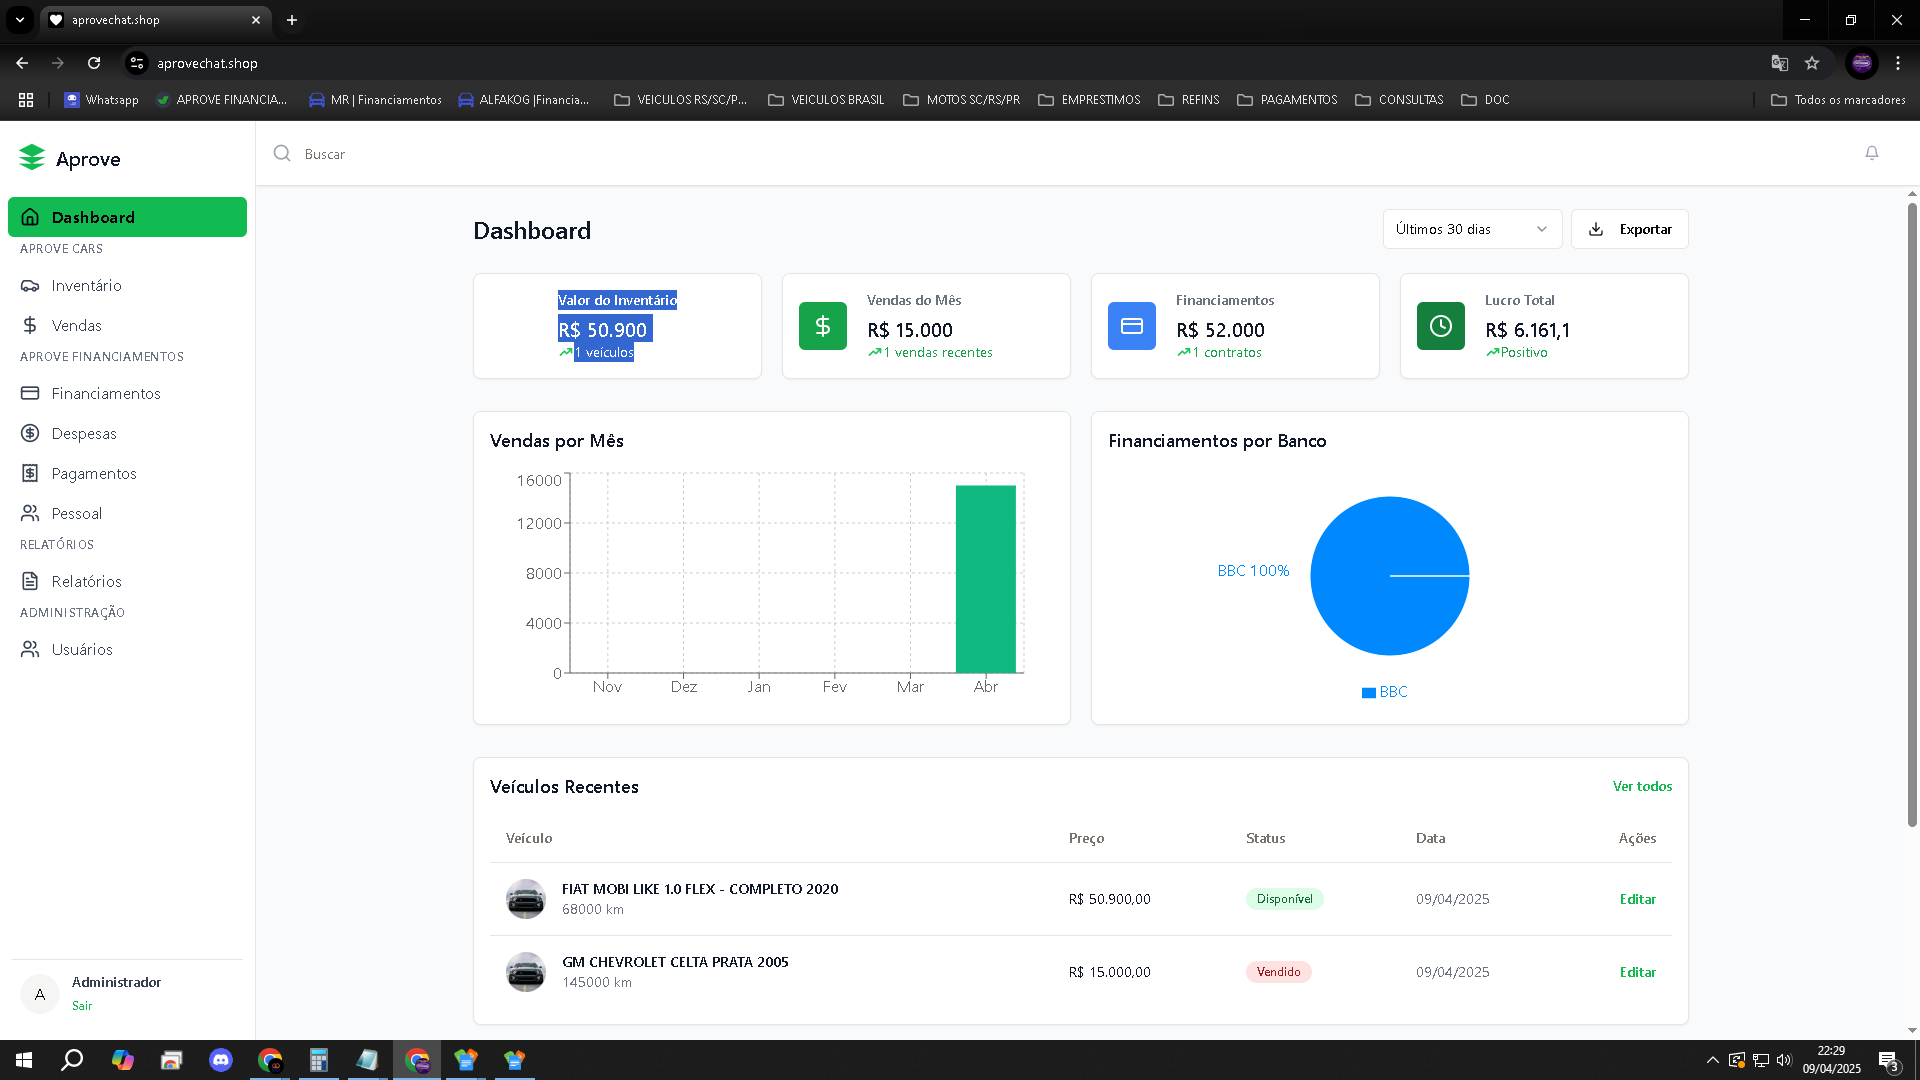 aprovechat.shop
aprovechat.shop
Whatsapp
APROVE FINANCIA...
MR | Financiamentos
ALFAKOG |Financia...
VEICULOS RS/SC/P...
VEICULOS BRASIL
MOTOS SC/RS/PR
EMPRESTIMOS
REFINS
PAGAMENTOS
CONSULTAS
DOC
Todos os marcadores
Aprove
Buscar
Dashboard
APROVE CARS
Inventário
Vendas
APROVE FINANCIAMENTOS
Financiamentos
Despesas
Pagamentos
Pessoal
RELATÓRIOS
Relatórios
ADMINISTRAÇÃO
Usuários
A
Administrador
Sair
Dashboard
Últimos 30 dias
Exportar
Valor do Inventário
R$ 50.900
1 veículos
Vendas do Mês
R$ 15.000
1 vendas recentes
Financiamentos
R$ 52.000
1 contratos
Lucro Total
R$ 6.161,1
Positivo
Vendas por Mês
16000
12000
8000
4000
0
Nov Dez Jan Fev Mar Abr
Financiamentos por Banco
BBC 100%
BBC
Veículos Recentes
Ver todos
Veículo Preço Status Data Ações
FIAT MOBI LIKE 1.0 FLEX - COMPLETO 2020
68000 km
R$ 50.900,00 Disponível 09/04/2025 Editar
GM CHEVROLET CELTA PRATA 2005
145000 km
R$ 15.000,00 Vendido 09/04/2025 Editar
22:29
09/04/2025
3